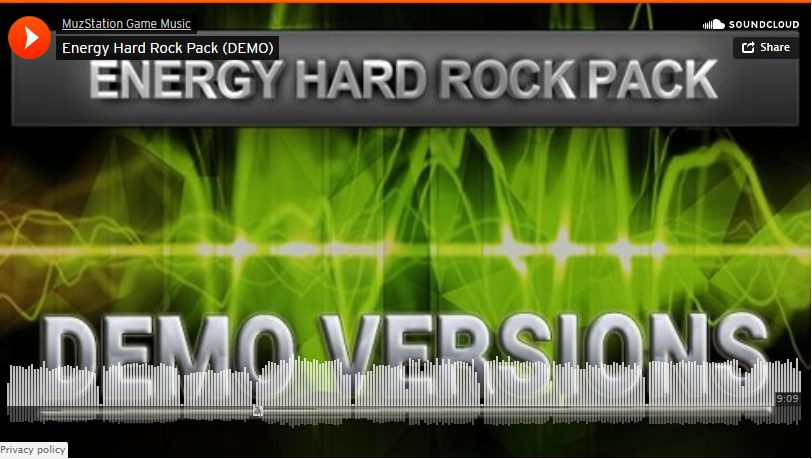 MuzStation Game Music
SOUNDCLOUD
Energy Hard Rock Pack (DEMO)
Share
ENERGY HARD ROCK PACK
DEMO VERSIONS
9:09
Privacy policy